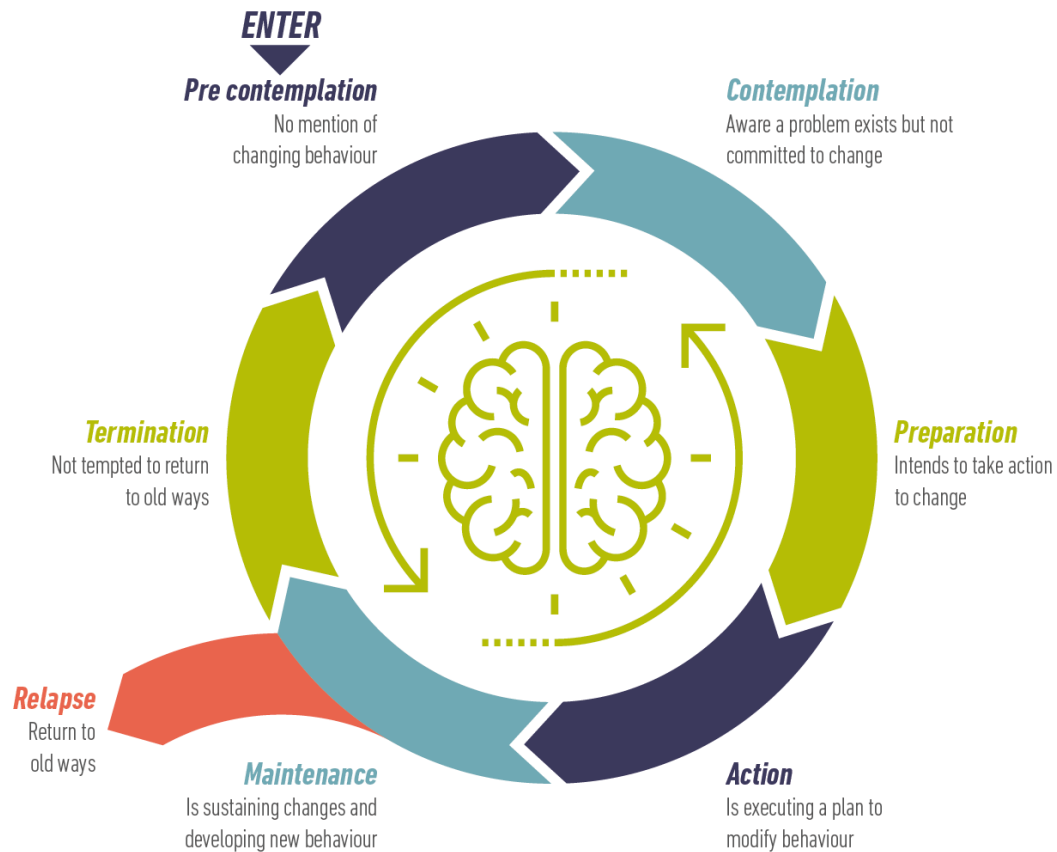 ENTER
Pre contemplation
No mention of
changing behaviour
Contemplation
Aware a problem exists but not
committed to change
Preparation
Intends to take action
to change
Action
Is executing a plan to
modify behaviour
Maintenance
Is sustaining changes and
developing new behaviour
Relapse
Return to
old ways
Termination
Not tempted to return
to old ways